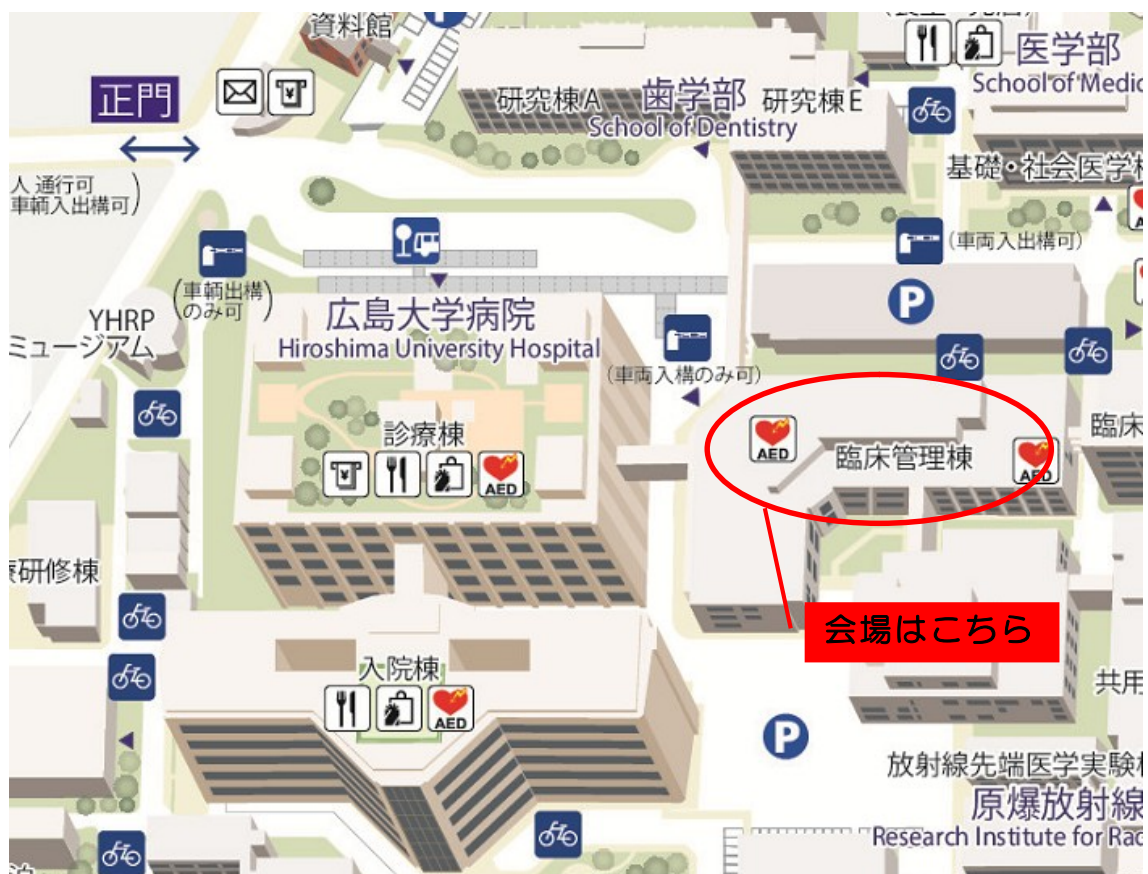 資料館
P
医学部
School of Medic
正門
研究棟A
歯学部
研究棟E
School of Dentistry
基礎・社会医学
人 通行可
車輌入出構可)
(車両入出構可)
(車輌出構
のみ可)
P
YHRP
ミュージアム
広島大学病院
Hiroshima University Hospital
(車両入構のみ可)
診療棟
AED
AED
臨床管理棟
AED
臨床
研修棟
会場はこちら
入院棟
AED
共用
P
放射線先端医学実験
原爆放射線
Research Institute for Rad